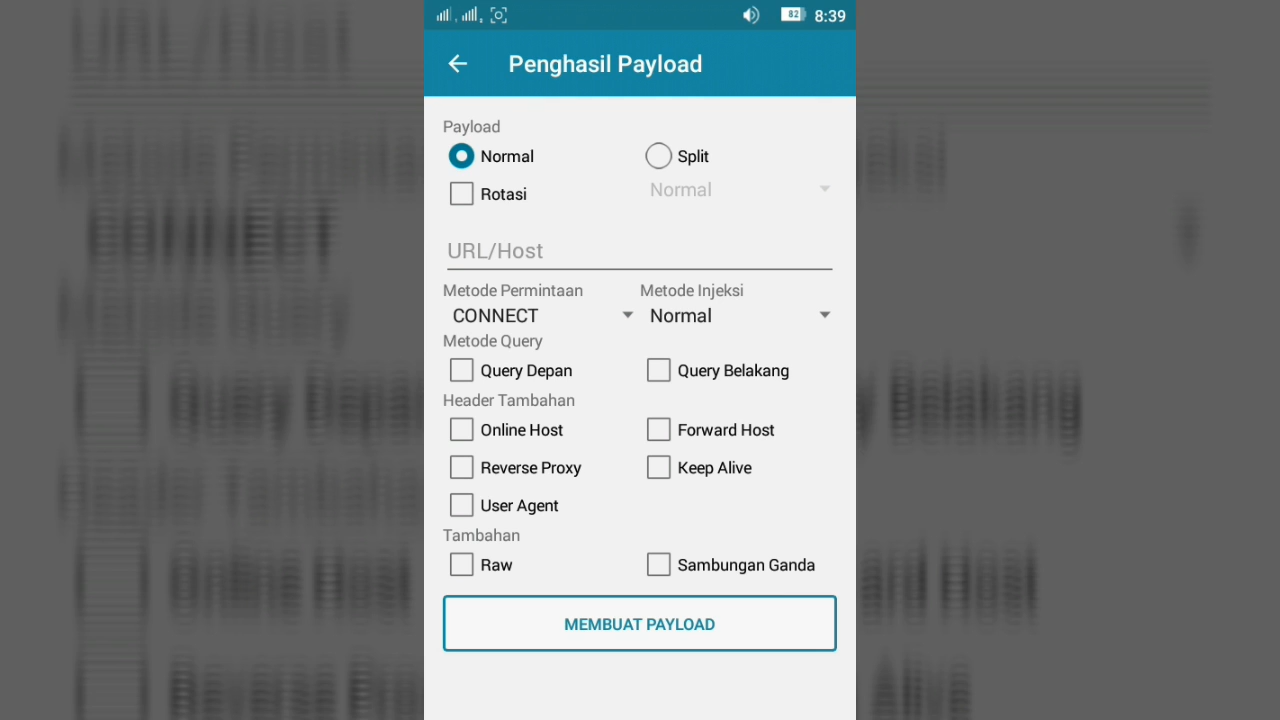 82 8:39
Penghasil Payload
Payload
Normal Split
Rotasi Normal
URL/Host
Metode Permintaan Metode Injeksi
CONNECT Normal
Metode Query
Query Depan Query Belakang
Header Tambahan
Online Host Forward Host
Reverse Proxy Keep Alive
User Agent
Tambahan
Raw Sambungan Ganda
MEMBUAT PAYLOAD